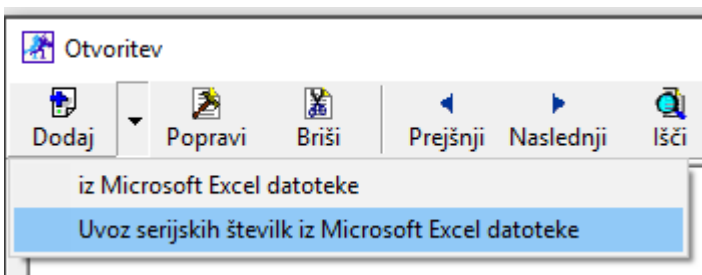 Otvoritev
Dodaj Popravi Briši Prejšnji Naslednji Išči
iz Microsoft Excel datoteke
Uvoz serijskih številk iz Microsoft Excel datoteke